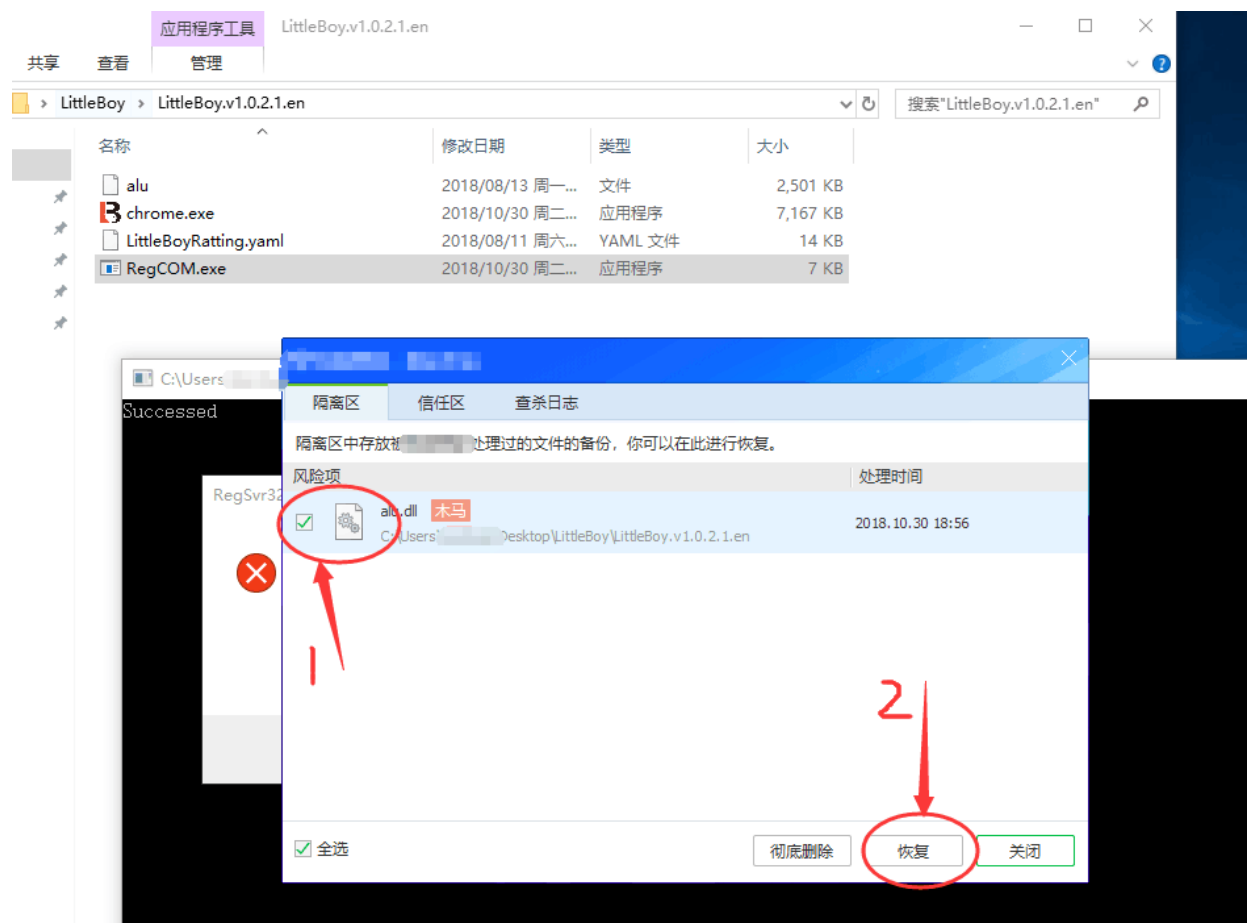 应用程序工具 LittleBoy.v1.0.2.1.en
共享 查看 管理
LittleBoy › LittleBoy.v1.0.2.1.en 搜索"LittleBoy.v1.0.2.1.en"
名称 修改日期 类型 大小
alu 2018/08/13 周一... 文件 2,501 KB
chrome.exe 2018/10/30 周二... 应用程序 7,167 KB
LittleBoyRatting.yaml 2018/08/11 周六... YAML 文件 14 KB
RegCOM.exe 2018/10/30 周二... 应用程序 7 KB
C:\Users
Successed
RegSvr32
隔离区 信任区 查杀日志
隔离区中存放被 处理过的文件的备份，你可以在此进行恢复。
风险项 处理时间
alu.dll 木马
C:\Users\ Desktop\LittleBoy\LittleBoy.v1.0.2.1.en 2018.10.30 18:56
1
2
全选 彻底删除 恢复 关闭